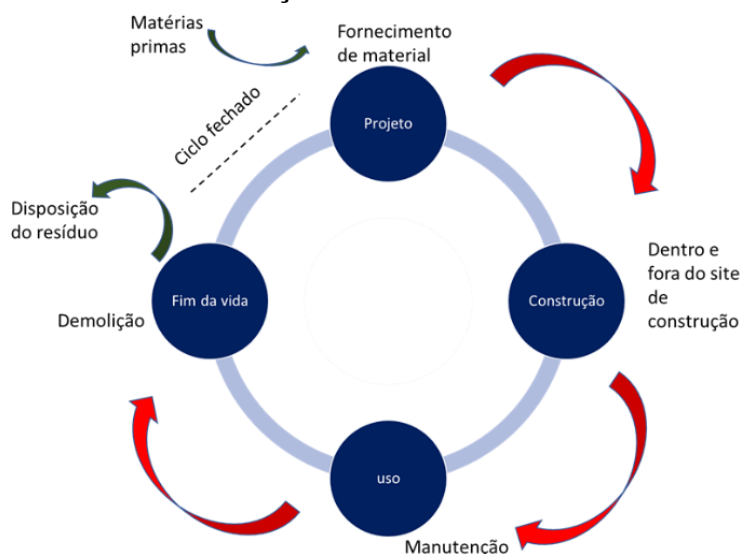 Matérias
primas
Fornecimento
de material
Projeto
Ciclo fechado
Disposição
do resíduo
Fim da vida
Construção
Dentro e
fora do site
de
construção
Demolição
uso
Manutenção